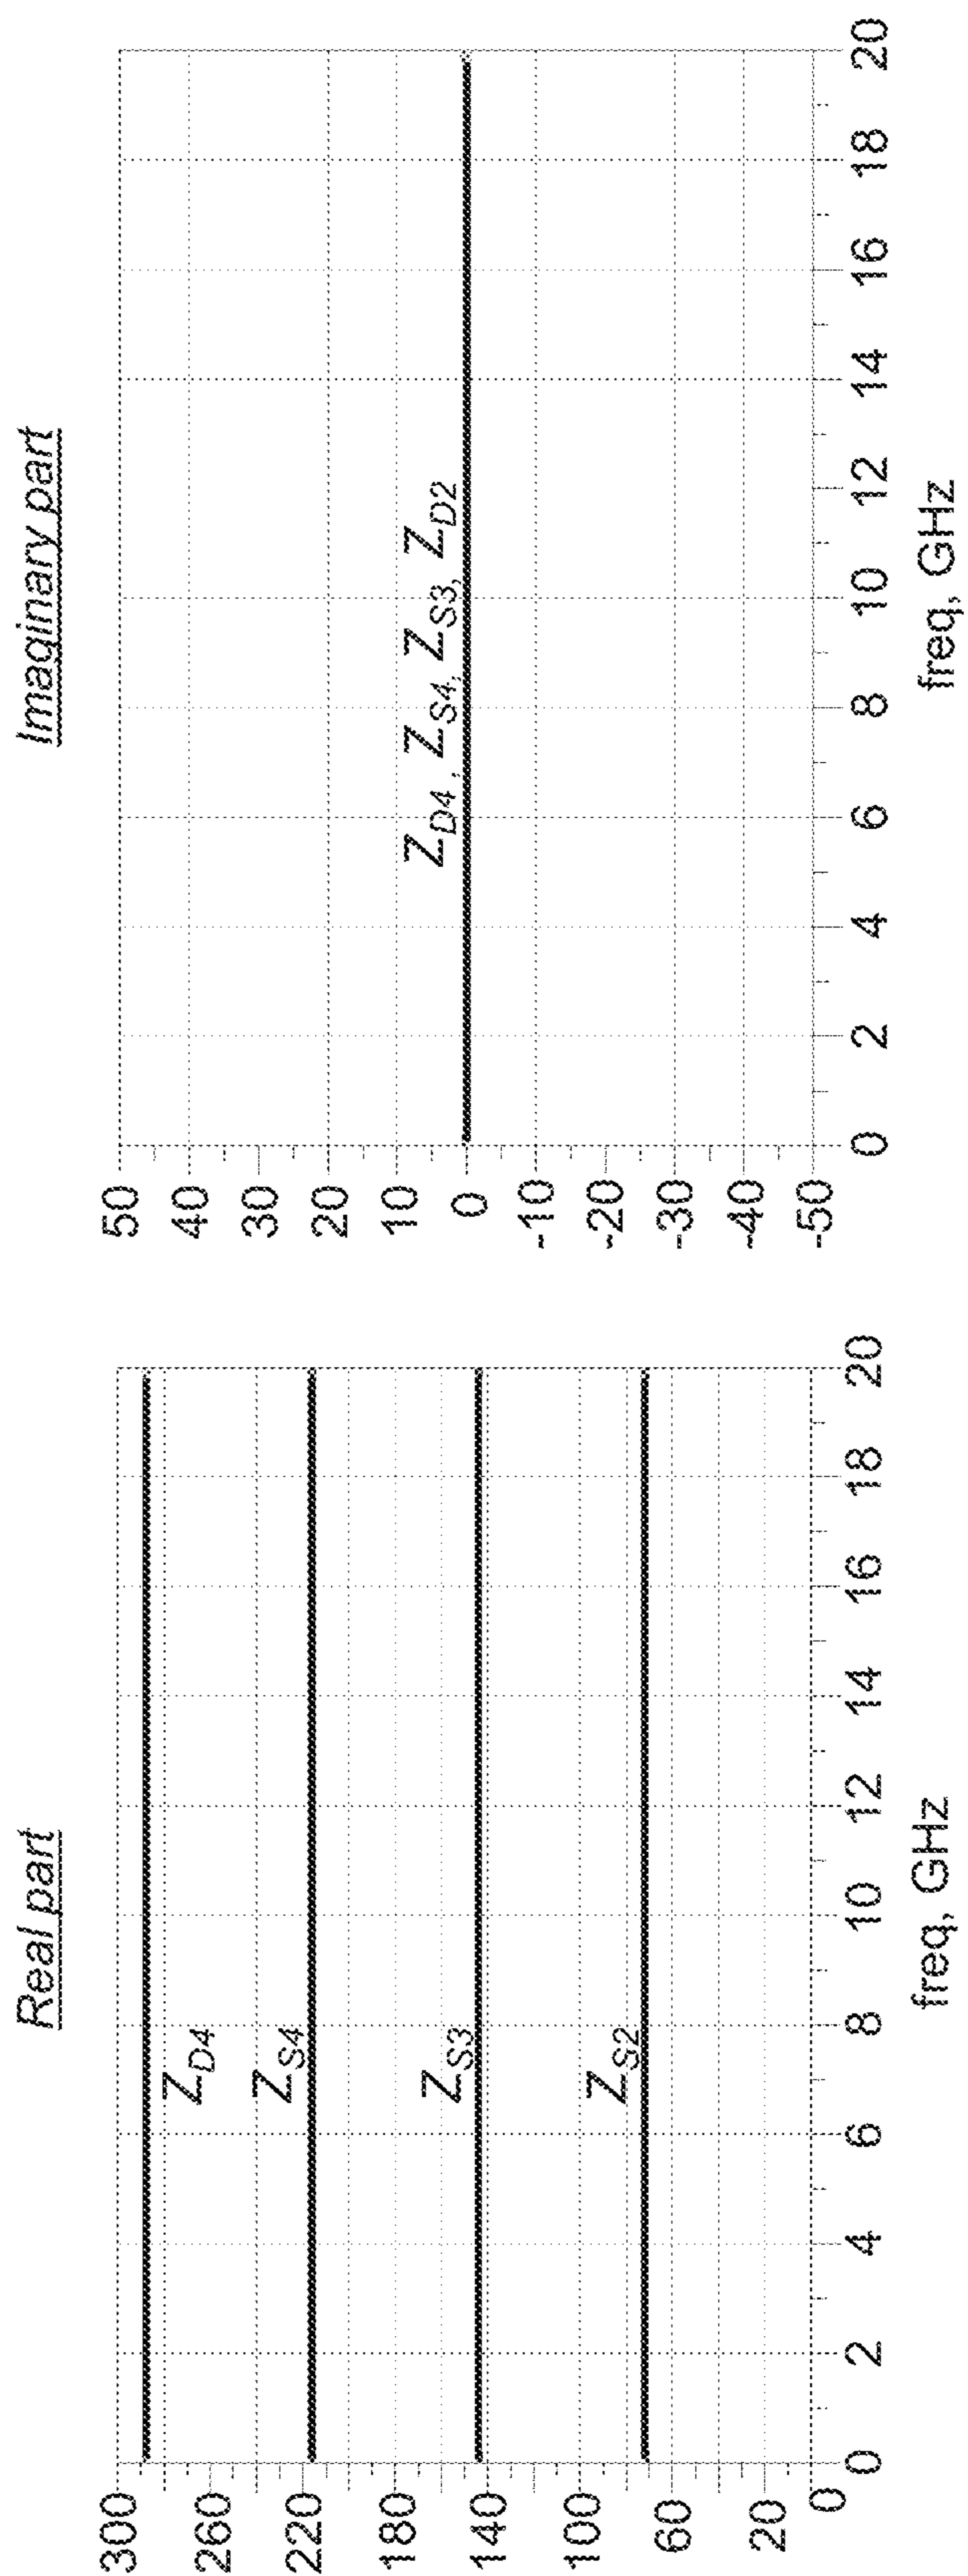 Real part
300
260
220
180
140
100
60
20
0
Z_D4
Z_S4
Z_S3
Z_S2
0 2 4 6 8 10 12 14 16 18 20
freq, GHz
Imaginary part
50
40
30
20
10
0
-10
-20
-30
-40
-50
Z_D4, Z_S4, Z_S3, Z_D2
0 2 4 6 8 10 12 14 16 18 20
freq, GHz